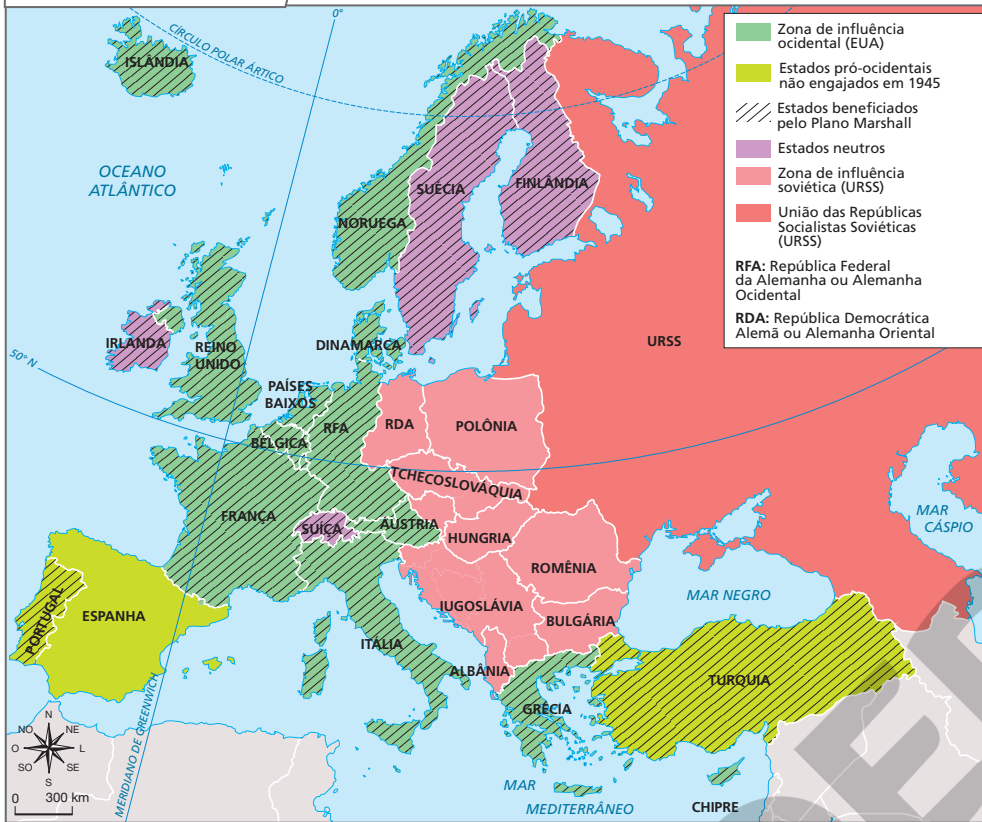 0°
CÍRCULO POLAR ÁRTICO
ISLÂNDIA
OCEANO
ATLÂNTICO
SUÉCIA
FINLÂNDIA
NORUEGA
IRLANDA
REINO
UNIDO
DINAMARCA
URSS
50° N
PAÍSES
BAIXOS
BÉLGICA
RFA
RDA
POLÔNIA
TCHECOSLOVÁQUIA
FRANÇA
SUÍÇA
ÁUSTRIA
HUNGRIA
ROMÊNIA
MAR
CÁSPIO
MAR NEGRO
PORTUGAL
ESPANHA
IUGOSLÁVIA
BULGÁRIA
ITÁLIA
ALBÂNIA
GRÉCIA
TURQUIA
MERIDIANO DE GREENWICH
MAR
MEDITERRÂNEO
CHIPRE
N
NO NE
O L
SO SE
S
0 300 km
Zona de influência
ocidental (EUA)
Estados pró-ocidentais
não engajados em 1945
Estados beneficiados
pelo Plano Marshall
Estados neutros
Zona de influência
soviética (URSS)
União das Repúblicas
Socialistas Soviéticas
(URSS)
RFA: República Federal
da Alemanha ou Alemanha
Ocidental
RDA: República Democrática
Alemã ou Alemanha Oriental